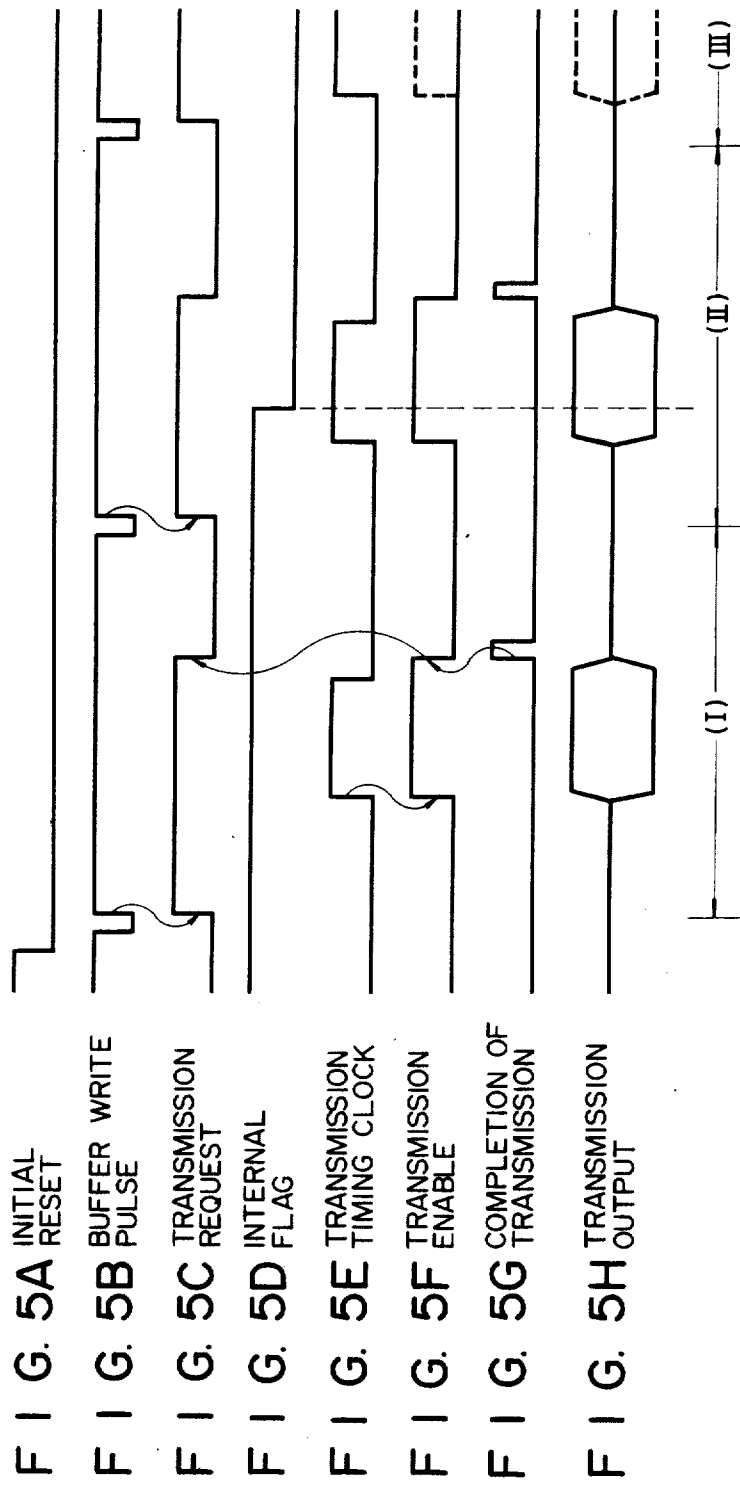 FIG. 5A INITIAL
RESET
FIG. 5B BUFFER WRITE
PULSE
FIG. 5C TRANSMISSION
REQUEST
FIG. 5D INTERNAL
FLAG
FIG. 5E TRANSMISSION
TIMING CLOCK
FIG. 5F TRANSMISSION
ENABLE
FIG. 5G COMPLETION OF
TRANSMISSION
FIG. 5H TRANSMISSION
OUTPUT
(I)
(II)
(III)